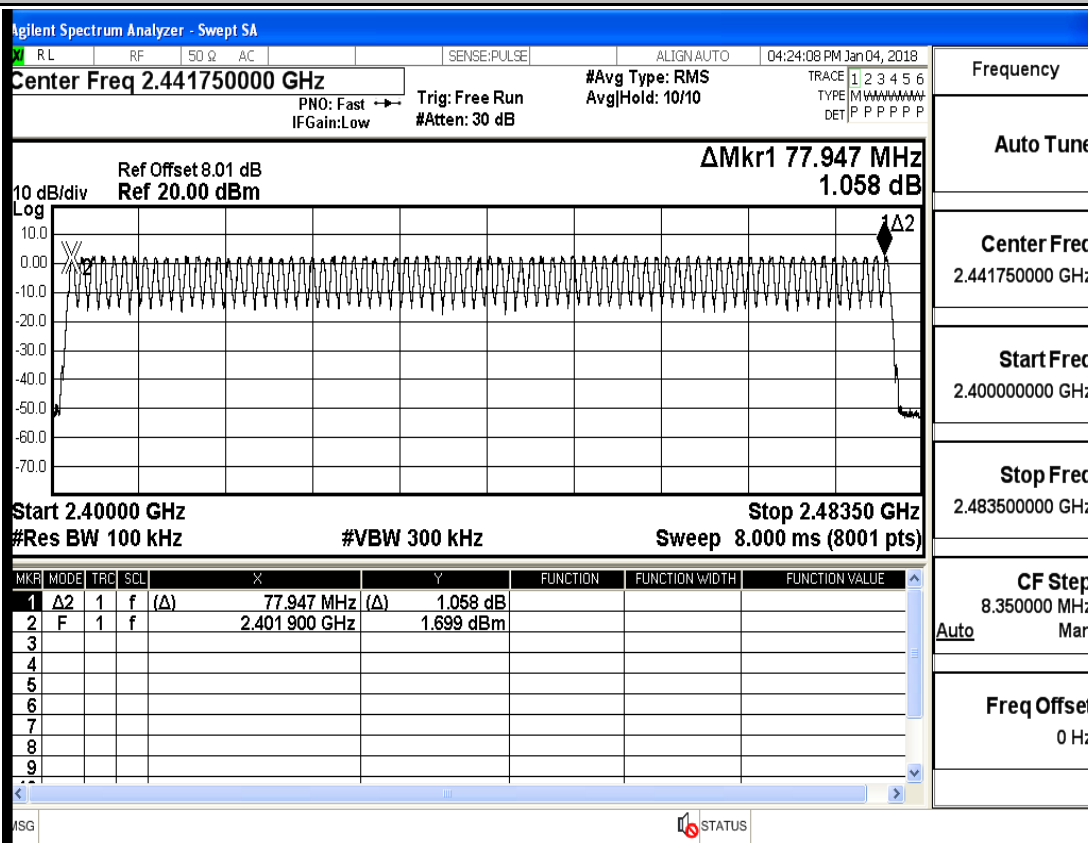 Agilent Spectrum Analyzer - Swept SA
XI RL RF 50 Ω AC SENSE:PULSE ALIGN AUTO 04:24:08 PM Jan 04, 2018
Center Freq 2.441750000 GHz
PNO: Fast
IFGain:Low
Trig: Free Run
#Atten: 30 dB
#Avg Type: RMS
Avg|Hold: 10/10
TRACE 1 2 3 4 5 6
TYPE M W W W W W
DET P P P P P P
Ref Offset 8.01 dB
10 dB/div Ref 20.00 dBm
Log
ΔMkr1 77.947 MHz
1.058 dB
10.0
0.00
-10.0
-20.0
-30.0
-40.0
-50.0
-60.0
-70.0
2
1Δ2
Start 2.40000 GHz Stop 2.48350 GHz
#Res BW 100 kHz #VBW 300 kHz Sweep 8.000 ms (8001 pts)
MKR MODE TRC SCL X Y FUNCTION FUNCTION WIDTH FUNCTION VALUE
1 Δ2 1 f (Δ) 77.947 MHz (Δ) 1.058 dB
2 F 1 f 2.401 900 GHz 1.699 dBm
3
4
5
6
7
8
9
MSG STATUS
Frequency
Auto Tune
Center Freq
2.441750000 GHz
Start Freq
2.400000000 GHz
Stop Freq
2.483500000 GHz
CF Step
8.350000 MHz
Auto Man
Freq Offset
0 Hz